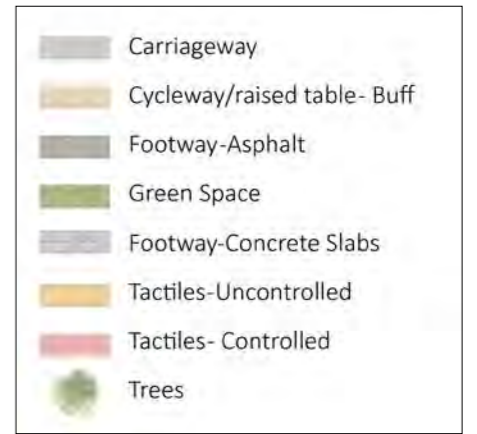 Carriageway
Cycleway/raised table- Buff
Footway-Asphalt
Green Space
Footway-Concrete Slabs
Tactiles-Uncontrolled
Tactiles- Controlled
Trees